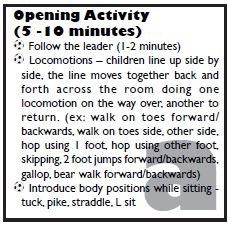 Opening Activity
(5 -10 minutes)
Follow the leader (1-2 minutes)
Locomotions – children line up side by
side, the line moves together back and
forth across the room doing one
locomotion on the way over, another to
return. (ex: walk on toes forward/
backwards, walk on toes side, other side,
hop using 1 foot, hop using other foot,
skipping, 2 foot jumps forward/backwards,
gallop, bear walk forward/backwards)
Introduce body positions while sitting -
tuck, pike, straddle, L sit
a